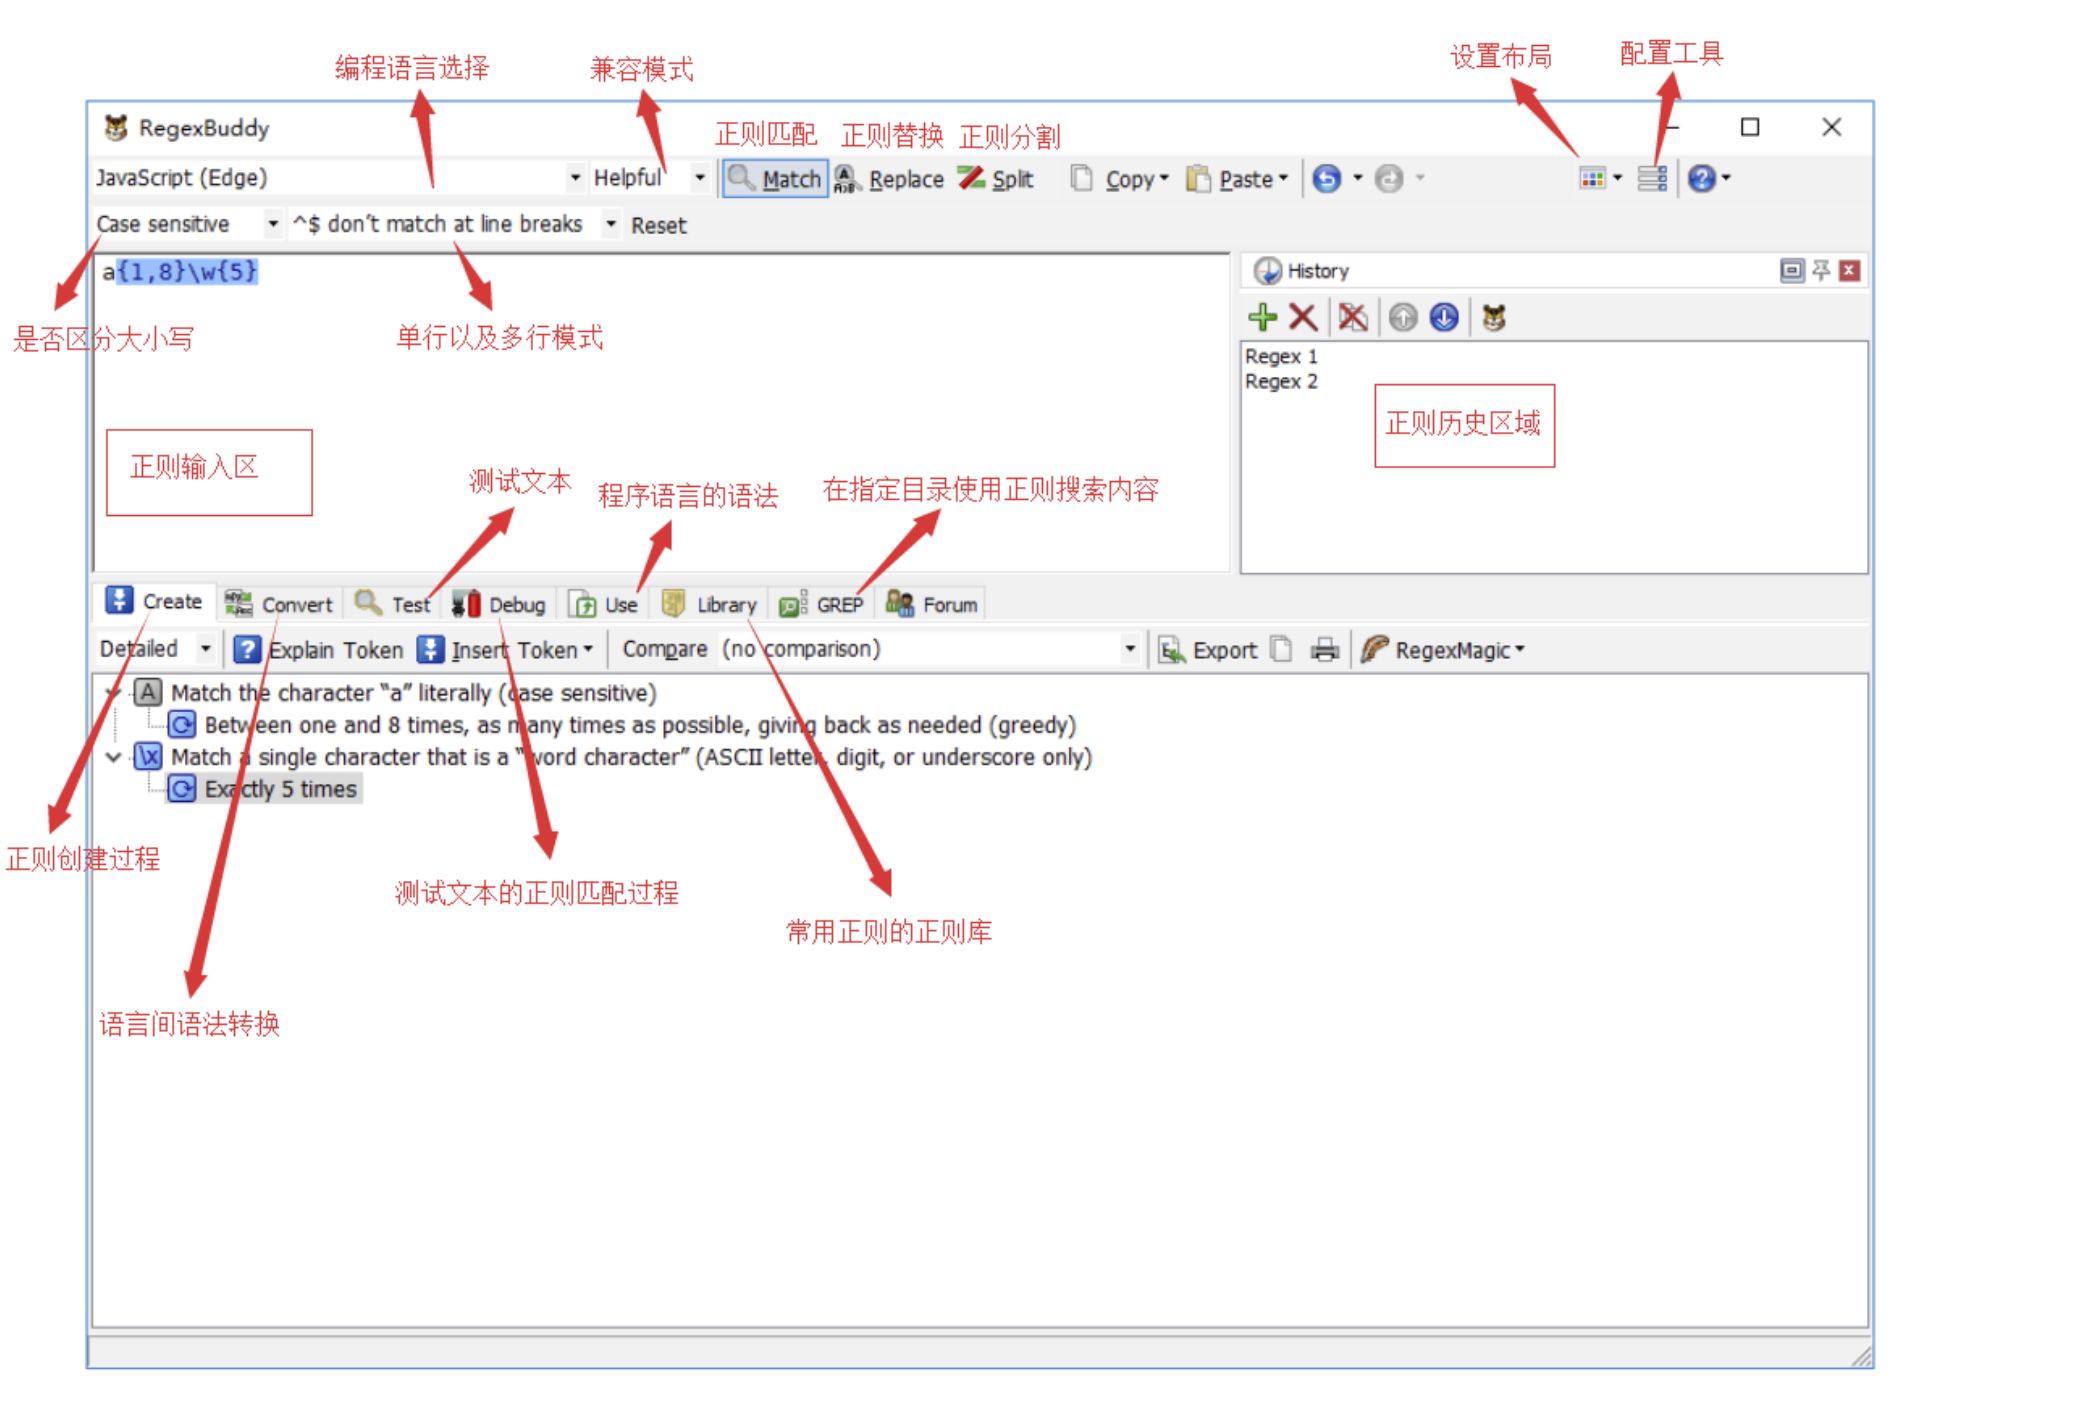 编程语言选择 兼容模式 设置布局 配置工具
RegexBuddy 正则匹配 正则替换 正则分割
JavaScript (Edge) Helpful Match Replace Split Copy Paste
Case sensitive ^$ don't match at line breaks Reset
a{1,8}\w{5}
History
是否区分大小写 单行以及多行模式
Regex 1
Regex 2
正则历史区域
正则输入区 测试文本 程序语言的语法 在指定目录使用正则搜索内容
Create Convert Test Debug Use Library GREP Forum
Detailed Explain Token Insert Token Compare (no comparison) Export RegexMagic
Match the character “a” literally (case sensitive)
Between one and 8 times, as many times as possible, giving back as needed (greedy)
Match a single character that is a “word character” (ASCII letter, digit, or underscore only)
Exactly 5 times
正则创建过程
测试文本的正则匹配过程
常用正则的正则库
语言间语法转换